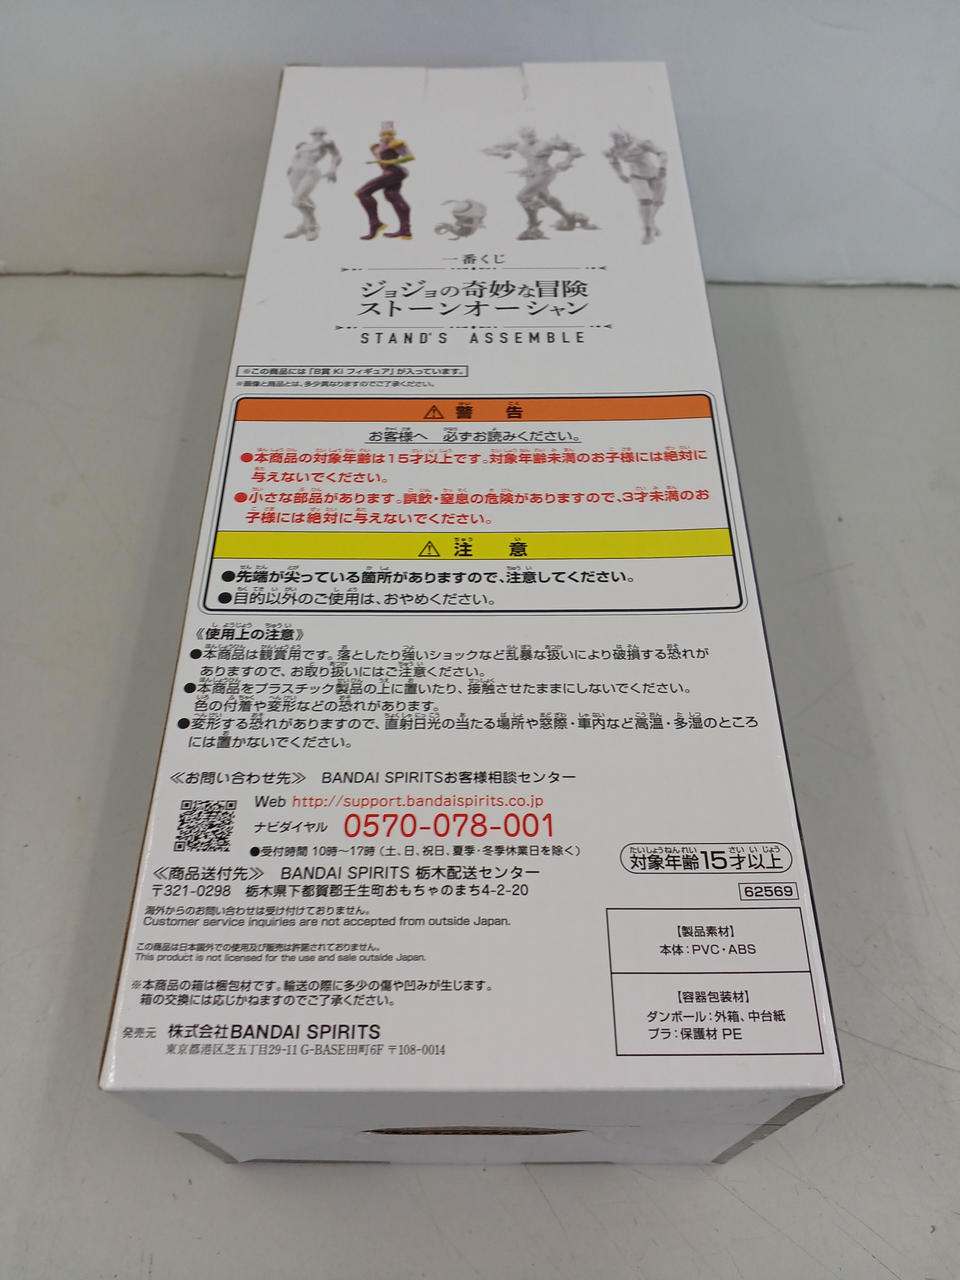 一番くじ
ジョジョの奇妙な冒険
ストーンオーシャン
STAND'S ASSEMBLE
※この商品には「B賞 Ki フィギュア」が入っています。
※画像と商品とは、多少異なりますのでご了承ください。
⚠ 警告
お客様へ 必ずお読みください。
●本商品の対象年齢は15才以上です。対象年齢未満のお子様には絶対に
与えないでください。
●小さな部品があります。誤飲・窒息の危険がありますので、3才未満のお
子様には絶対に与えないでください。
⚠ 注意
●先端が尖っている箇所がありますので、注意してください。
●目的以外のご使用は、おやめください。
《使用上の注意》
●本商品は観賞用です。落としたり強いショックなど乱暴な扱いにより破損する恐れが
ありますので、お取り扱いにはご注意ください。
●本商品をプラスチック製品の上に置いたり、接触させたままにしないでください。
色の付着や変形などの恐れがあります。
●変形する恐れがありますので、直射日光の当たる場所や窓際・車内など高温・多湿のところ
には置かないでください。
≪お問い合わせ先≫ BANDAI SPIRITSお客様相談センター
Web http://support.bandaispirits.co.jp
ナビダイヤル 0570-078-001
●受付時間 10時～17時 (土、日、祝日、夏季・冬季休業日を除く)
≪商品送付先≫ BANDAI SPIRITS 栃木配送センター
〒321-0298 栃木県下都賀郡壬生町おもちゃのまち4-2-20
海外からのお問い合わせは受け付けておりません。
Customer service inquiries are not accepted from outside Japan.
この商品は日本国外での使用及び販売は許諾されておりません。
This product is not licensed for the use and sale outside Japan.
※本商品の箱は梱包材です。輸送の際に多少の傷や凹みが生じます。
箱の交換には応じかねますのでご了承ください。
発売元 株式会社BANDAI SPIRITS
東京都港区芝五丁目29-11 G-BASE田町6F 〒108-0014
対象年齢15才以上
62569
【製品素材】
本体：PVC・ABS
【容器包装材】
ダンボール：外箱、中台紙
プラ：保護材 PE